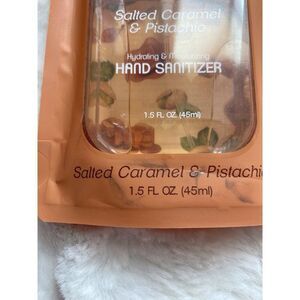 Salted Caramel
& Pistachio
Hydrating & Moisturizing
HAND SANITIZER
1.5 FL. OZ. (45ml)
Salted Caramel & Pistachi
1.5 FL OZ. (45ml)